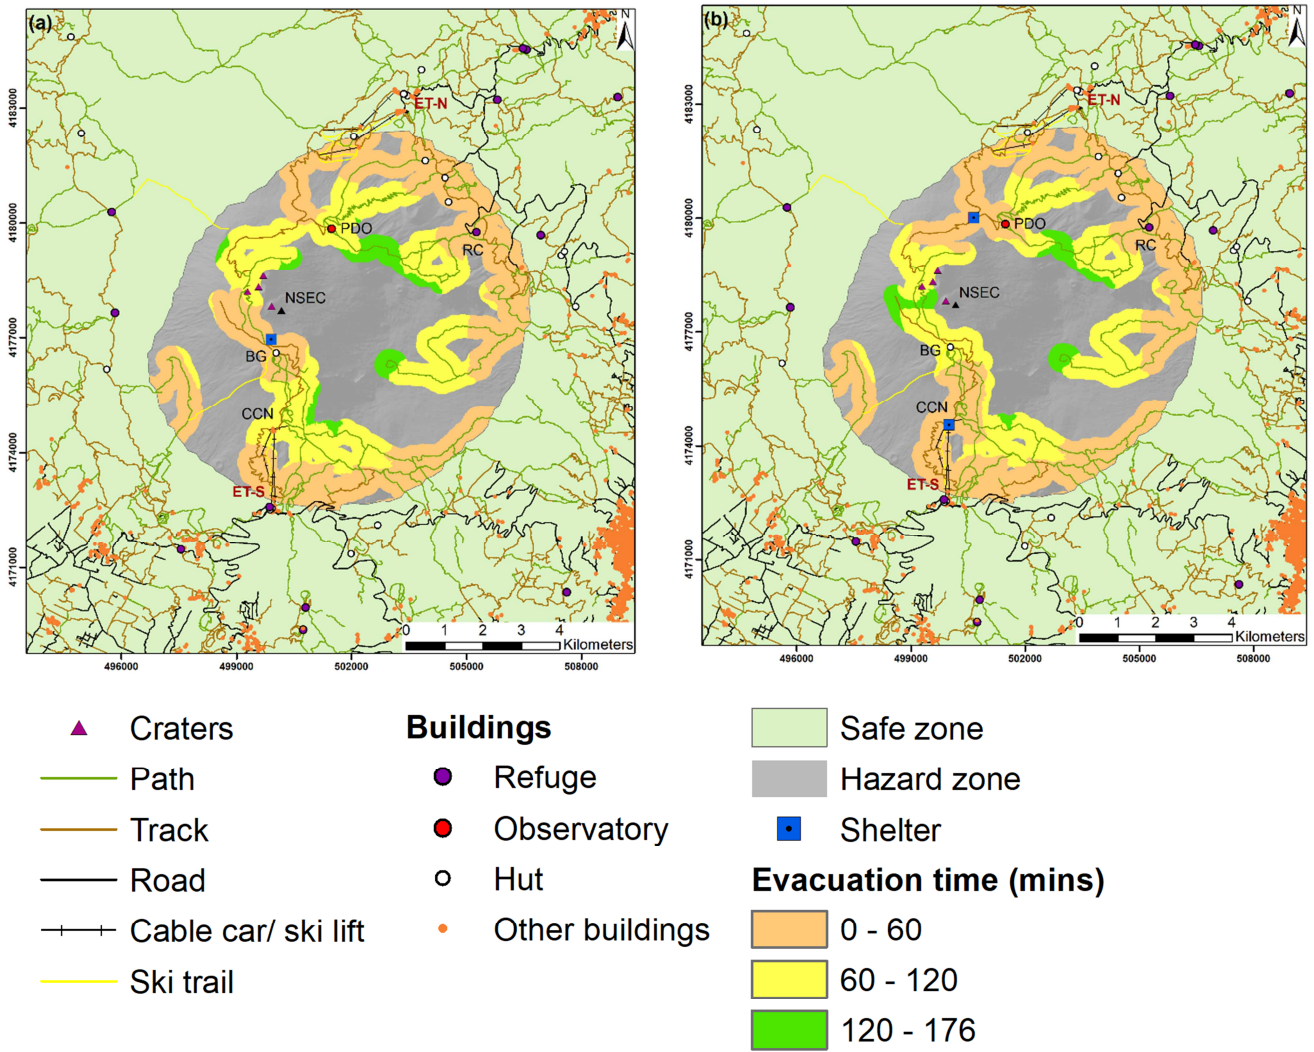 (a)
N
ET-N
PDO
RC
NSEC
BG
CCN
ET-S
4183000
4180000
4177000
4174000
4171000
0 1 2 3 4
Kilometers
496000 499000 502000 505000 508000
(b)
N
ET-N
PDO
RC
NSEC
BG
CCN
ET-S
4183000
4180000
4177000
4174000
4171000
0 1 2 3 4
Kilometers
496000 499000 502000 505000 508000
Craters
Path
Track
Road
Cable car/ ski lift
Ski trail
Buildings
Refuge
Observatory
Hut
Other buildings
Safe zone
Hazard zone
Shelter
Evacuation time (mins)
0 - 60
60 - 120
120 - 176